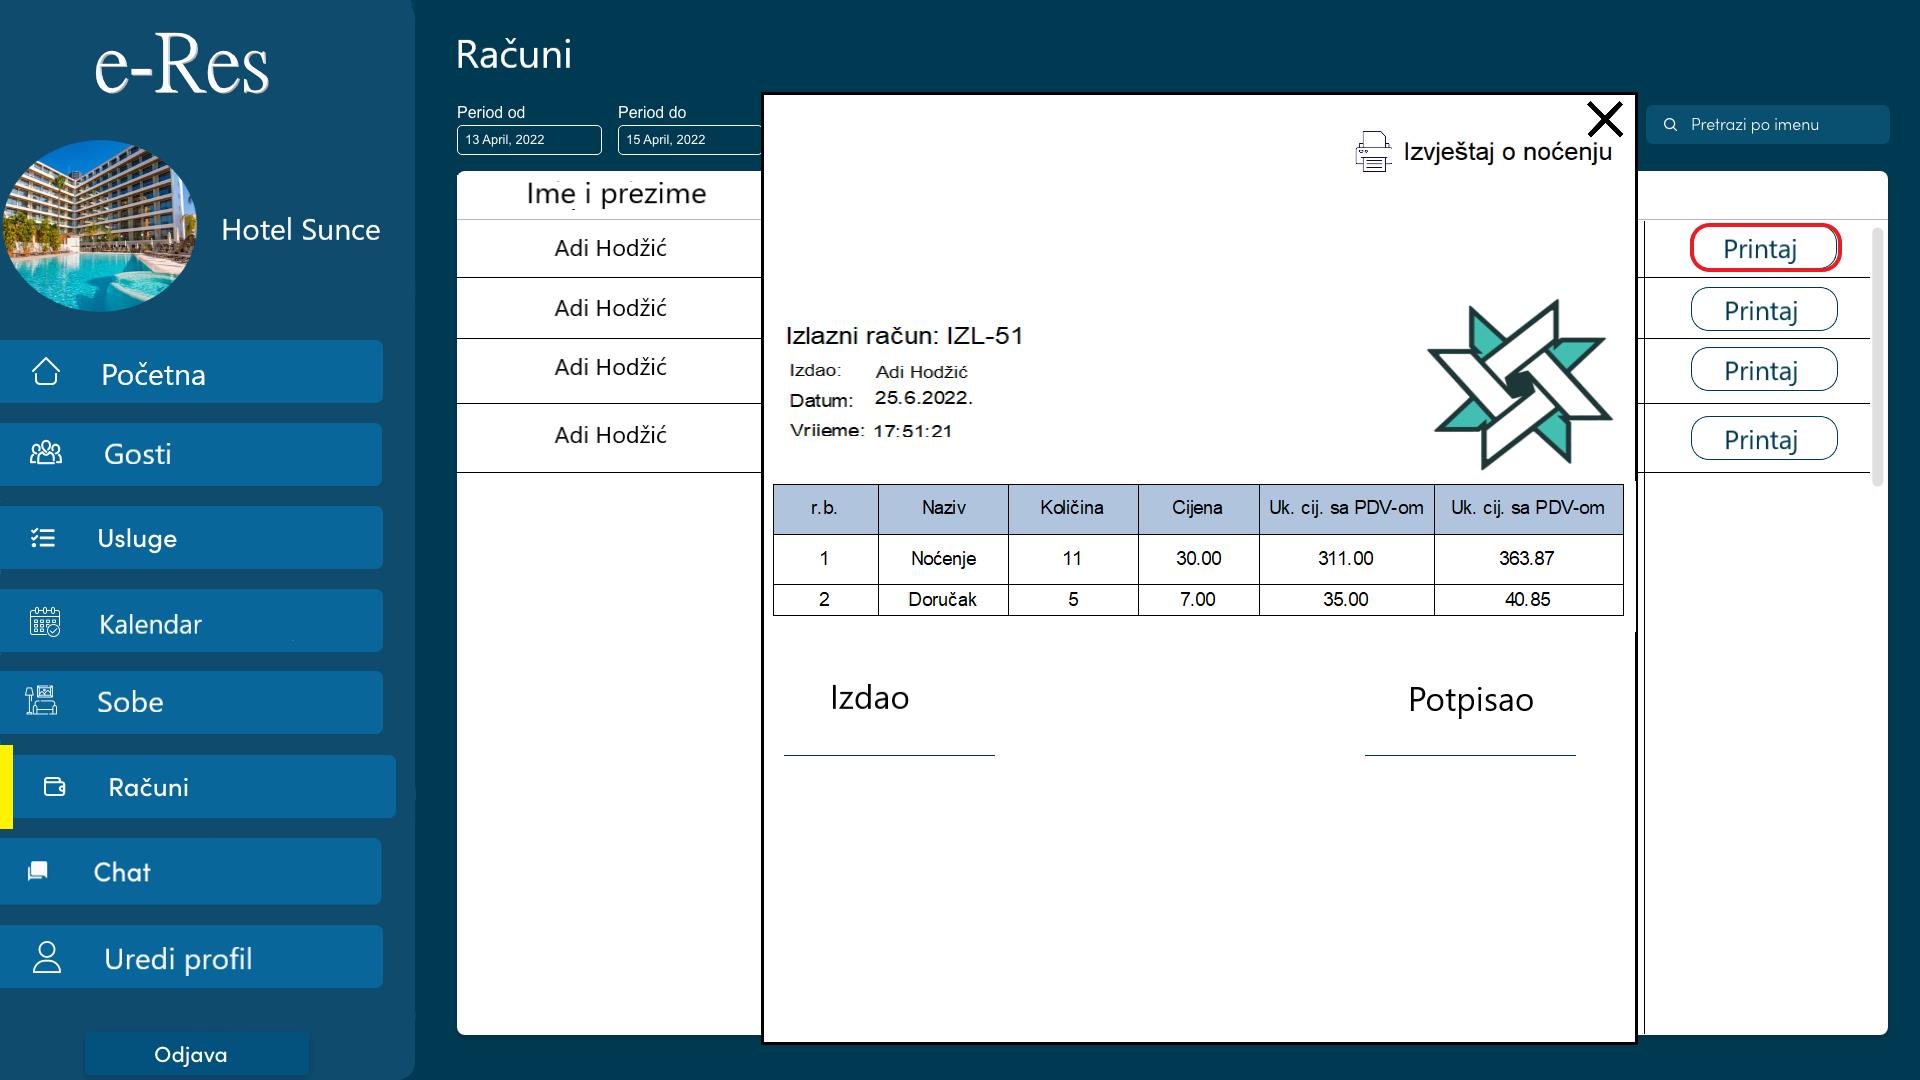 e-Res
Hotel Sunce
Početna
Gosti
Usluge
Kalendar
Sobe
Računi
Chat
Uredi profil
Odjava
Računi
Period od
Period do
13 April, 2022
15 April, 2022
Pretrazi po imenu
Ime i prezime
Adi Hodžić
Adi Hodžić
Adi Hodžić
Adi Hodžić
Printaj
Printaj
Printaj
Printaj
Izvještaj o noćenju
Izlazni račun: IZL-51
Izdao: Adi Hodžić
Datum: 25.6.2022.
Vrijeme: 17:51:21
r.b. Naziv Količina Cijena Uk. cij. sa PDV-om Uk. cij. sa PDV-om
1 Noćenje 11 30.00 311.00 363.87
2 Doručak 5 7.00 35.00 40.85
Izdao
Potpisao